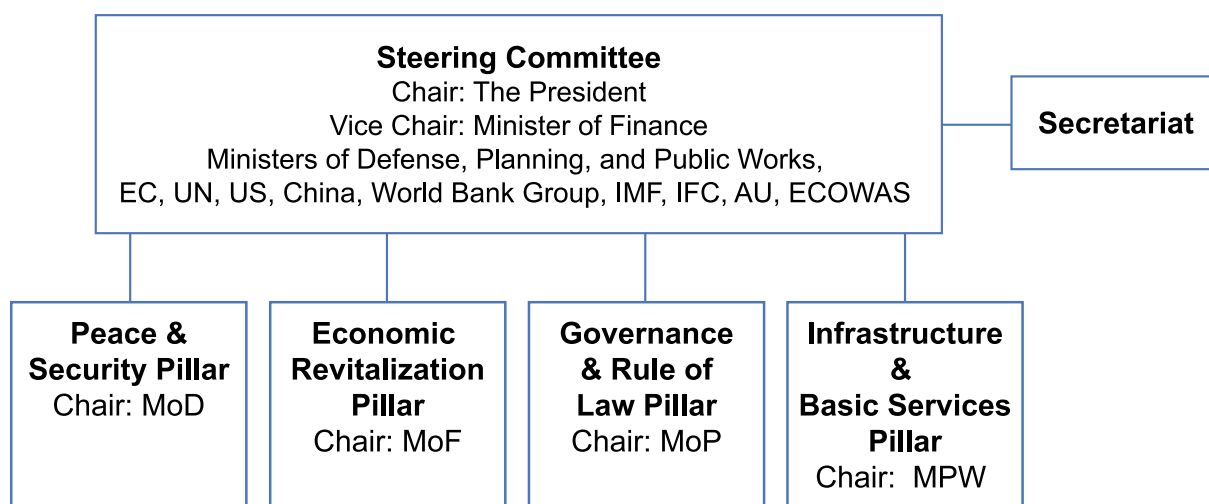 Steering Committee
Chair: The President
Vice Chair: Minister of Finance
Ministers of Defense, Planning, and Public Works,
EC, UN, US, China, World Bank Group, IMF, IFC, AU, ECOWAS
Secretariat
Peace &
Security Pillar
Chair: MoD
Economic
Revitalization
Pillar
Chair: MoF
Governance
& Rule of
Law Pillar
Chair: MoP
Infrastructure
&
Basic Services
Pillar
Chair: MPW